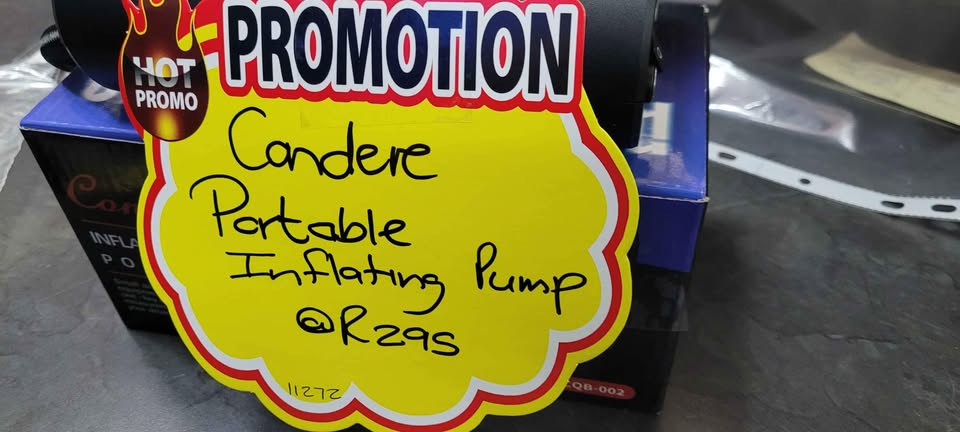 HOT
PROMO
PROMOTION
Condere
Portable
Inflating Pump
@R295
11272
INFLA
PO
QB-002